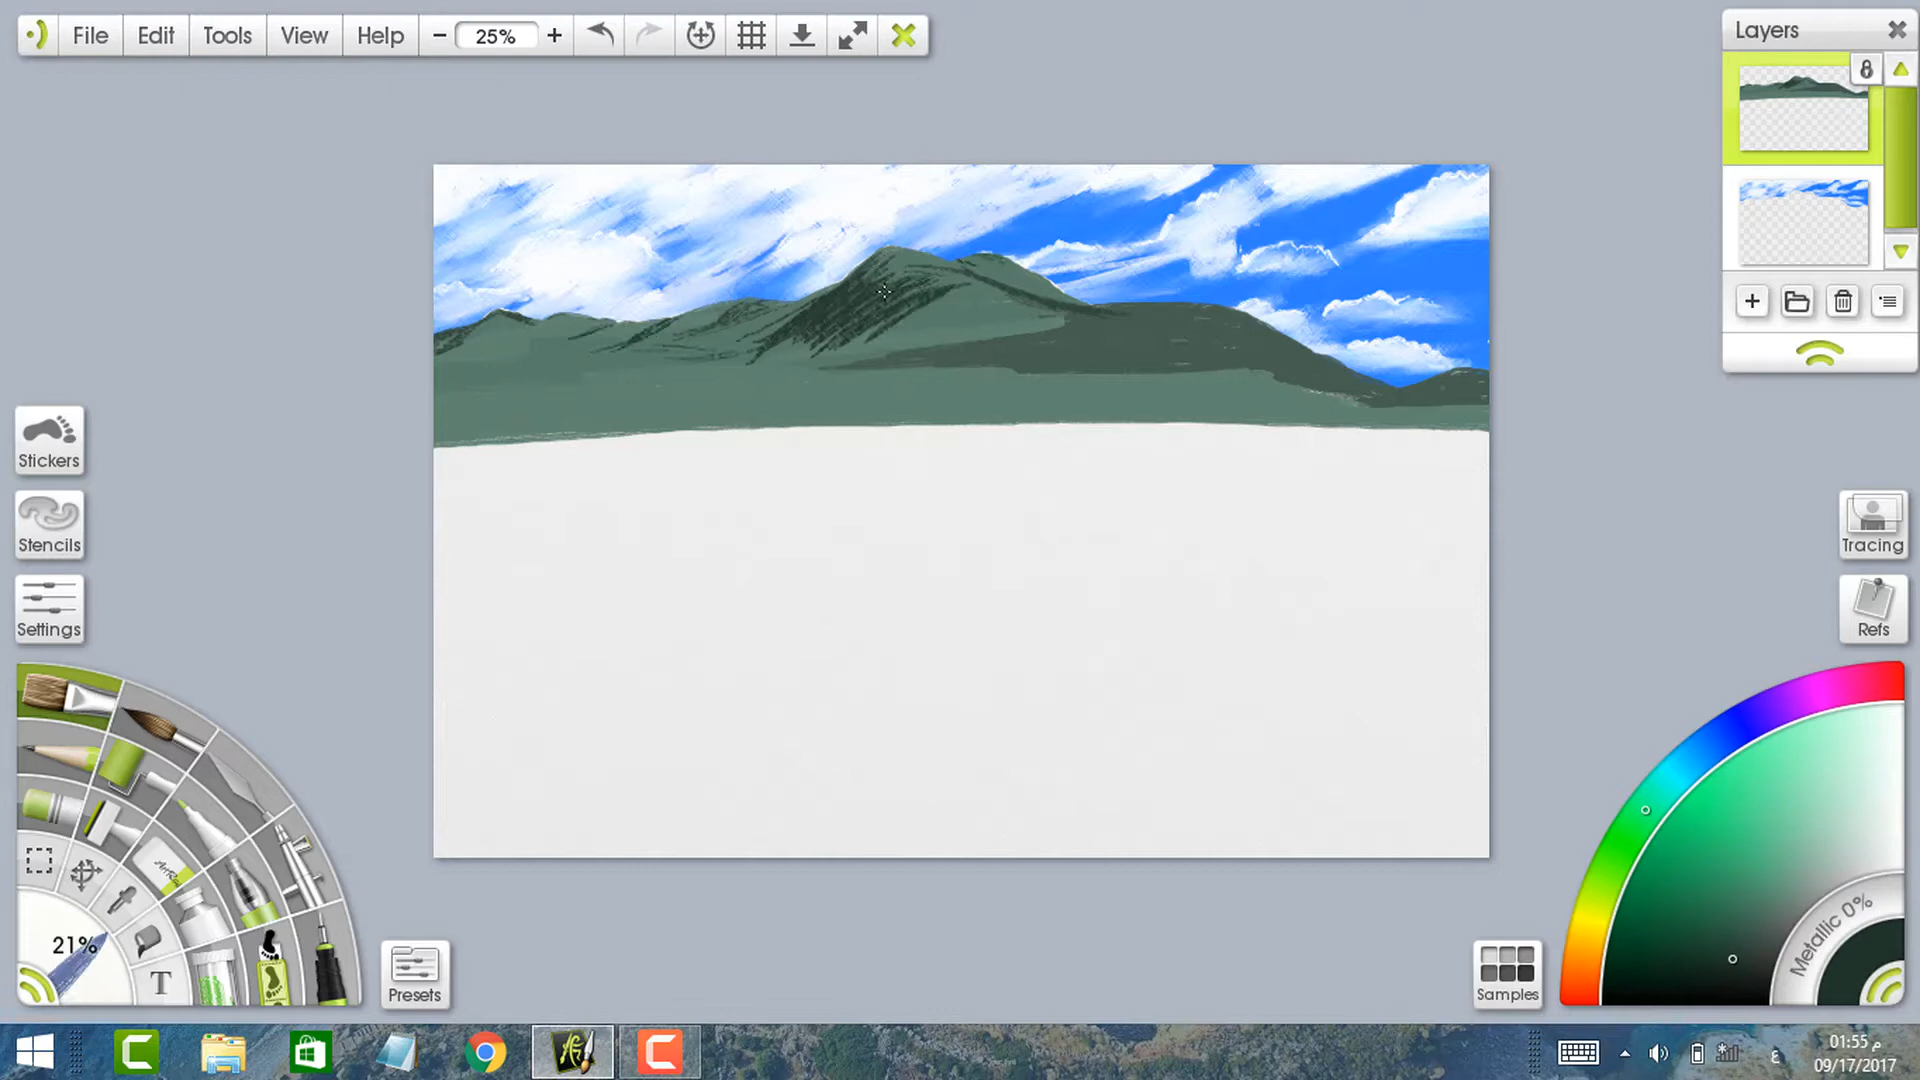 File Edit Tools View Help 25%
Layers
Stickers
Stencils
Settings
Tracing
Refs
21%
T
Presets
Metallic 0%
Samples
ع
01:55 م
09/17/2017